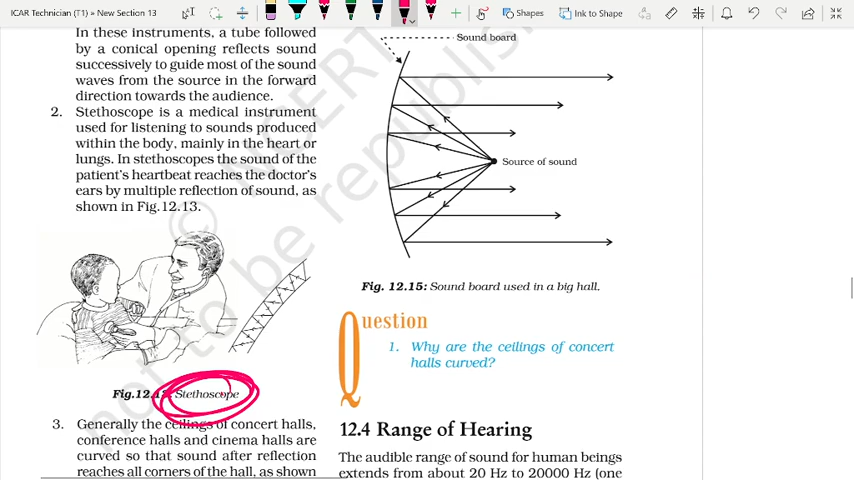 ICAR Technician (T1) » New Section 13
Shapes
Ink to Shape
In these instruments, a tube followed
by a conical opening reflects sound
successively to guide most of the sound
waves from the source in the forward
direction towards the audience.
2. Stethoscope is a medical instrument
used for listening to sounds produced
within the body, mainly in the heart or
lungs. In stethoscopes the sound of the
patient's heartbeat reaches the doctor's
ears by multiple reflection of sound, as
shown in Fig.12.13.
Stethoscope
3. Generally the ceilings of concert halls,
conference halls and cinema halls are
curved so that sound after reflection
reaches all corners of the hall, as shown
Sound board
Source of sound
Fig. 12.15: Sound board used in a big hall.
Question
1. Why are the ceilings of concert
halls curved?
12.4 Range of Hearing
The audible range of sound for human beings
extends from about 20 Hz to 20000 Hz (one
© NCERT
not to be republished